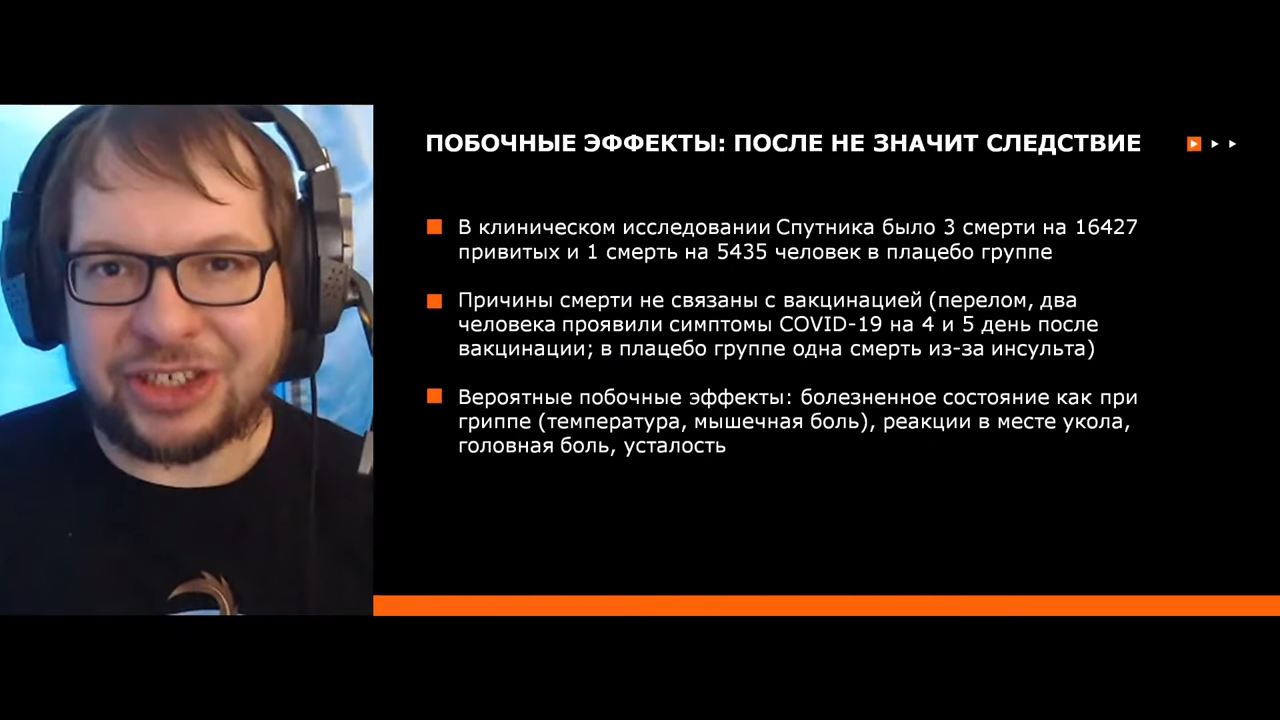 ПОБОЧНЫЕ ЭФФЕКТЫ: ПОСЛЕ НЕ ЗНАЧИТ СЛЕДСТВИЕ
В клиническом исследовании Спутника было 3 смерти на 16427
привитых и 1 смерть на 5435 человек в плацебо группе
Причины смерти не связаны с вакцинацией (перелом, два
человека проявили симптомы COVID-19 на 4 и 5 день после
вакцинации; в плацебо группе одна смерть из-за инсульта)
Вероятные побочные эффекты: болезненное состояние как при
гриппе (температура, мышечная боль), реакции в месте укола,
головная боль, усталость